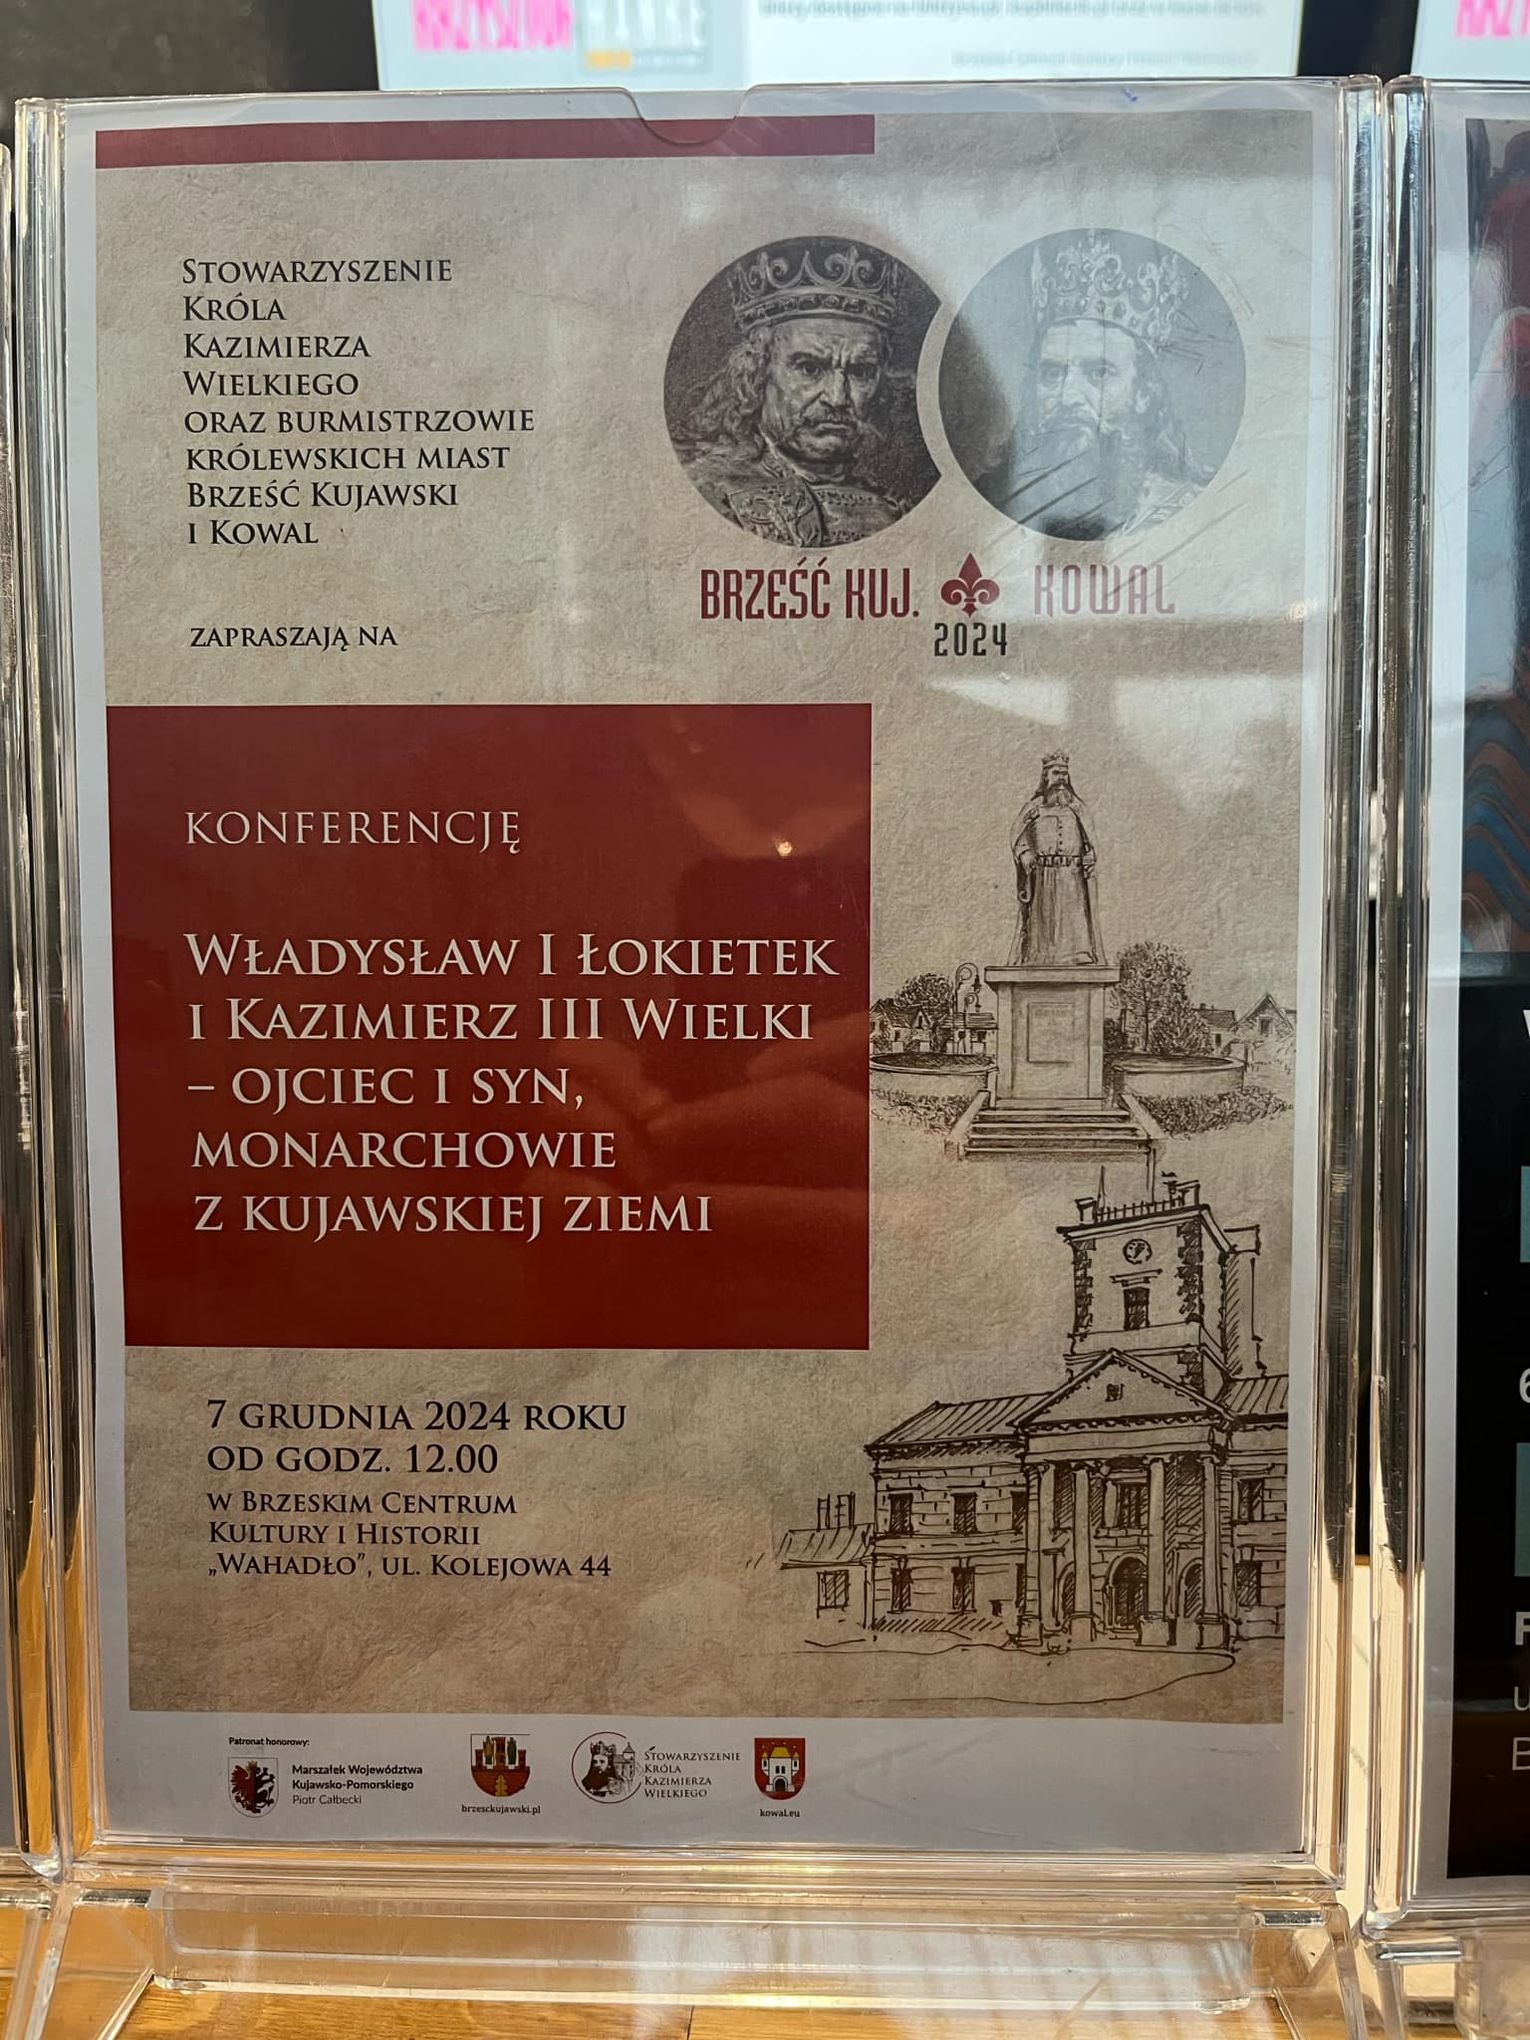 Stowarzyszenie
Króla
Kazimierza
Wielkiego
oraz burmistrzowie
królewskich miast
Brześć Kujawski
i Kowal
zapraszają na
BRZEŚĆ KUJ. KOWAL
2024
konferencję
Władysław I Łokietek
i Kazimierz III Wielki
– ojciec i syn,
monarchowie
z kujawskiej ziemi
7 grudnia 2024 roku
od godz. 12.00
w Brzeskim Centrum
Kultury i Historii
„Wahadło”, ul. Kolejowa 44
Patronat honorowy:
Marszałek Województwa
Kujawsko-Pomorskiego
Piotr Całbecki
brzesckujawski.pl
Stowarzyszenie
Króla
Kazimierza
Wielkiego
kowal.eu